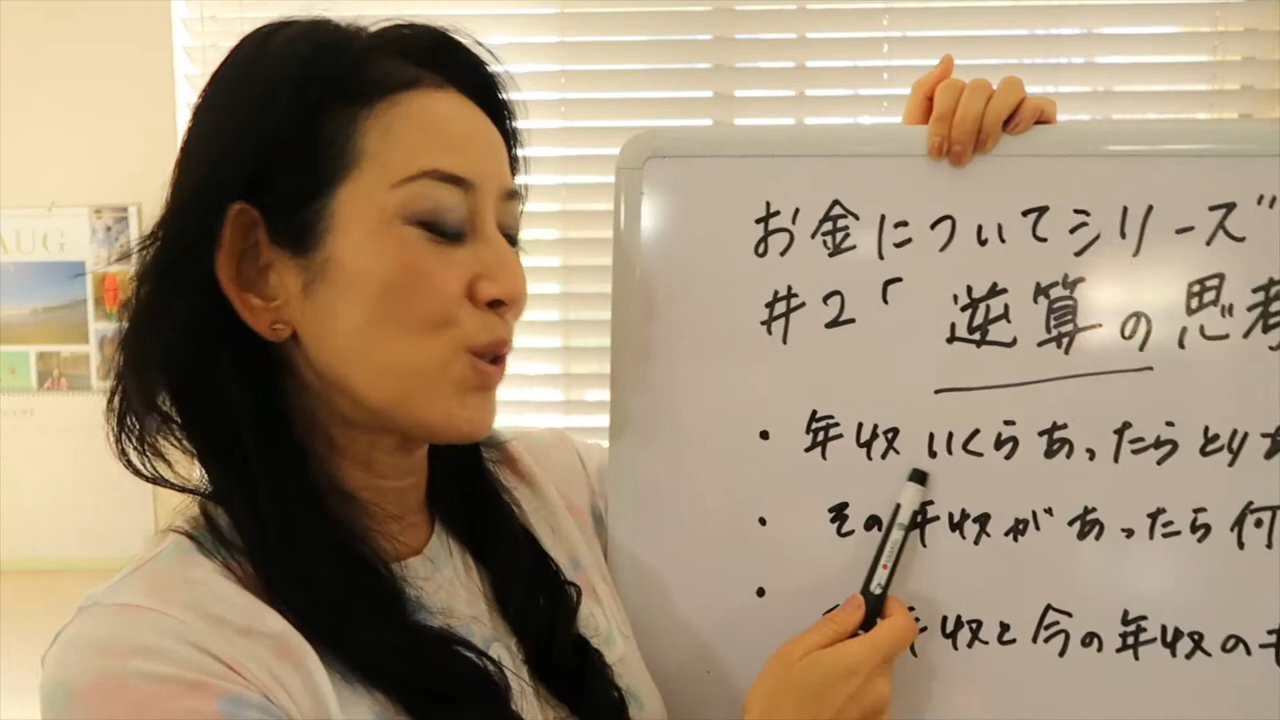 AUG
お金についてシリーズ"
#2「逆算の思考
・年収いくらあったらとり
・その年収があったら何
・年収と今の年収の